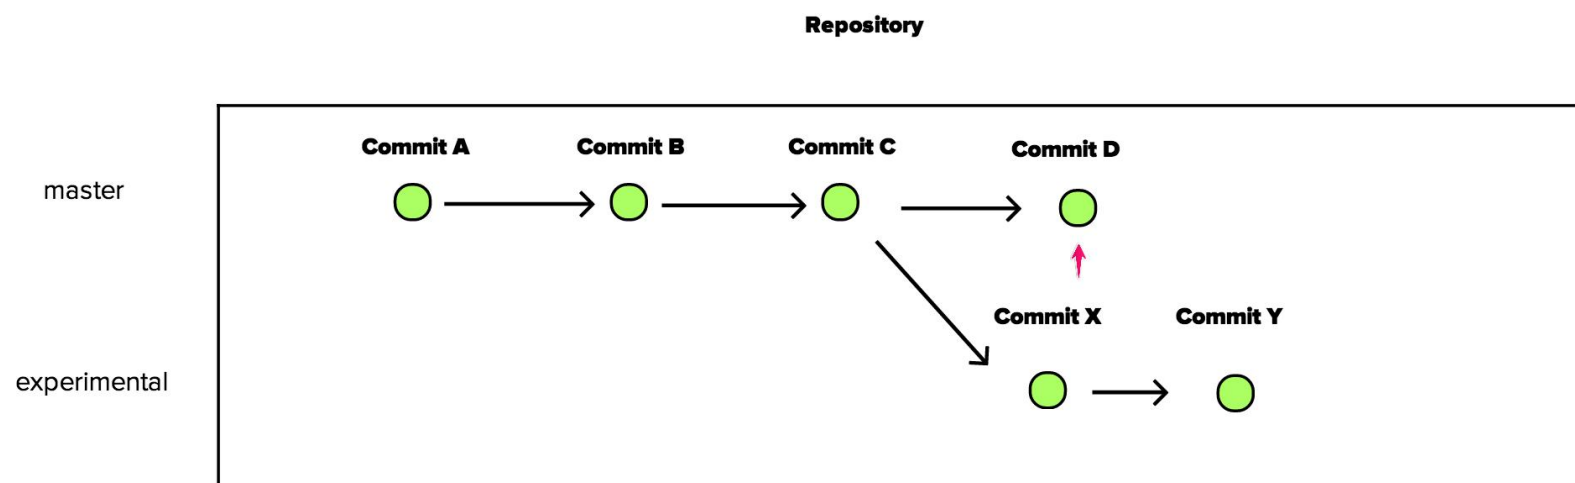 Repository
Commit A
Commit B
Commit C
Commit D
master
Commit X
Commit Y
experimental